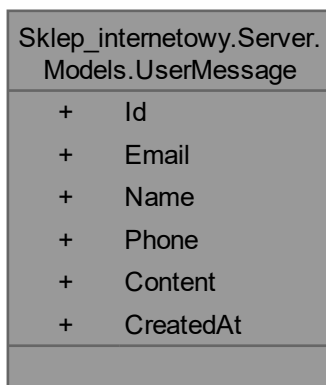 Sklep_internetowy.Server.
Models.UserMessage
+ Id
+ Email
+ Name
+ Phone
+ Content
+ CreatedAt